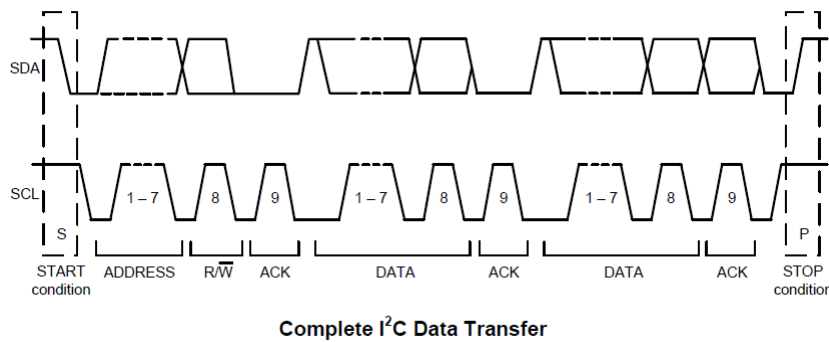 SDA
SCL
1 – 7 8 9 1 – 7 8 9 1 – 7 8 9
S P
START condition ADDRESS R/W̅ ACK DATA ACK DATA ACK STOP condition
Complete I²C Data Transfer